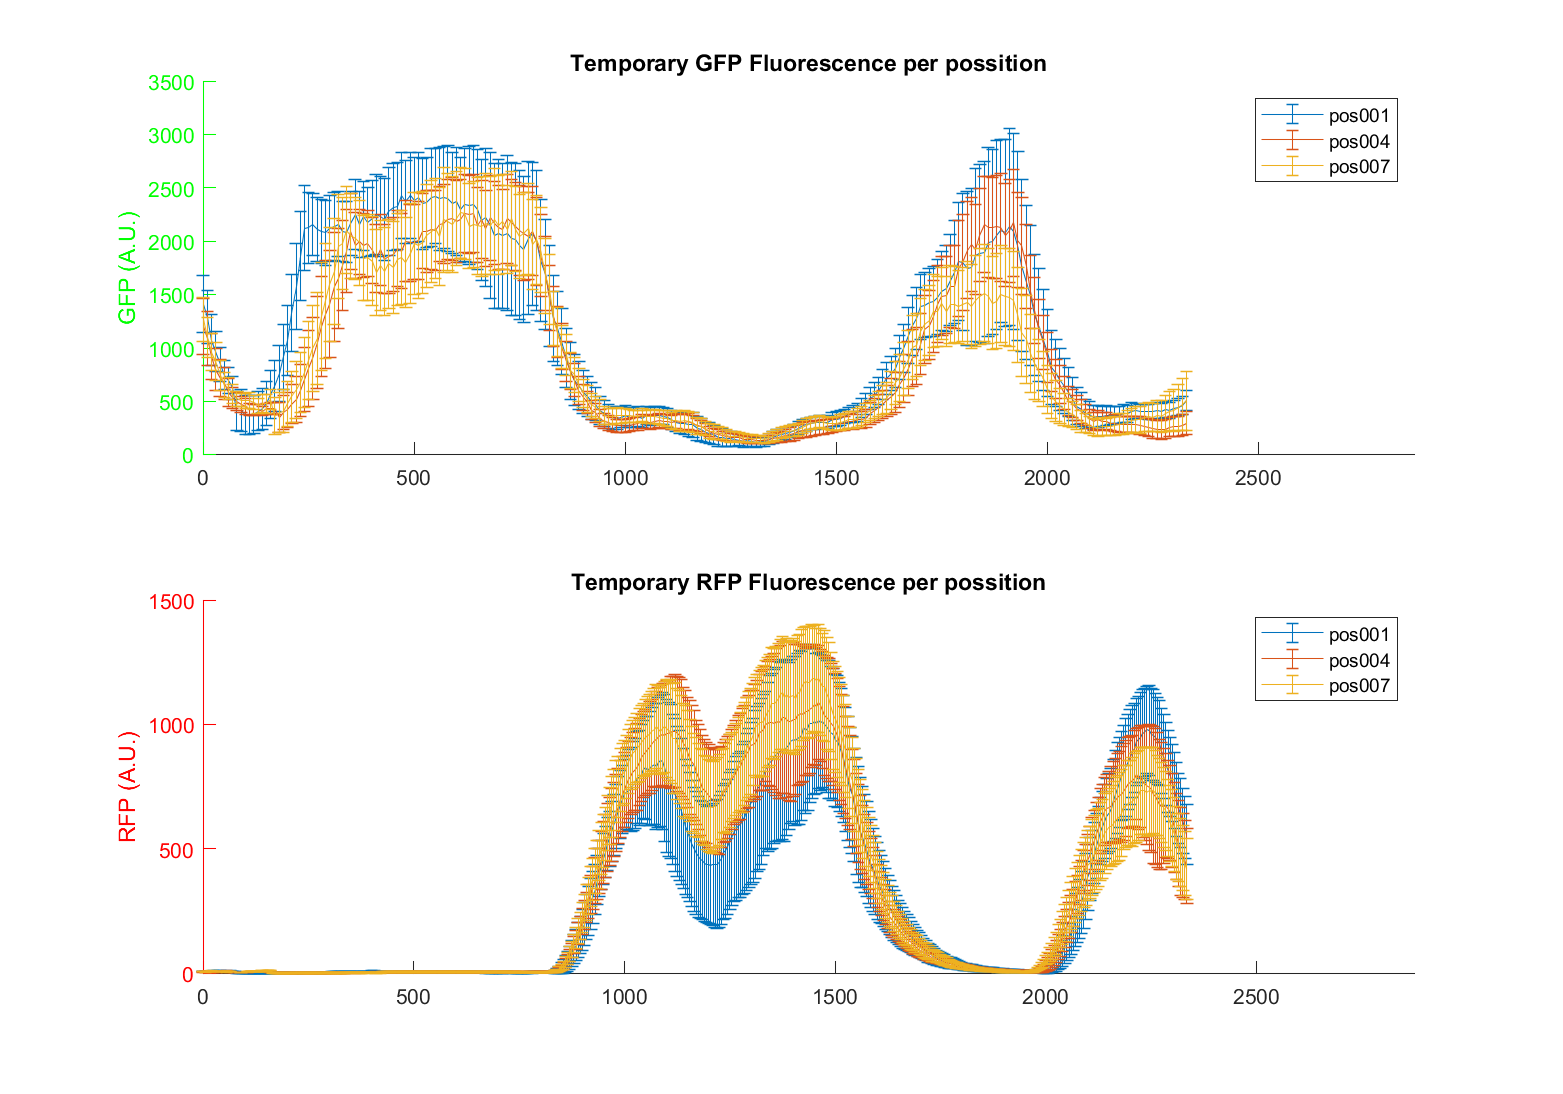 Temporary GFP Fluorescence per possition
GFP (A.U.)
3500
3000
2500
2000
1500
1000
500
0
0 500 1000 1500 2000 2500
pos001
pos004
pos007
Temporary RFP Fluorescence per possition
RFP (A.U.)
1500
1000
500
0
0 500 1000 1500 2000 2500
pos001
pos004
pos007